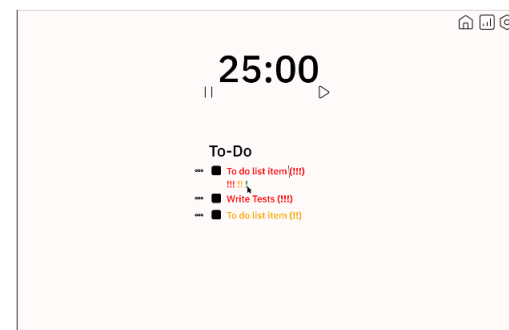 25:00
To-Do
To do list item (!!!)
!!! !! !
Write Tests (!!!)
To do list item (!!)